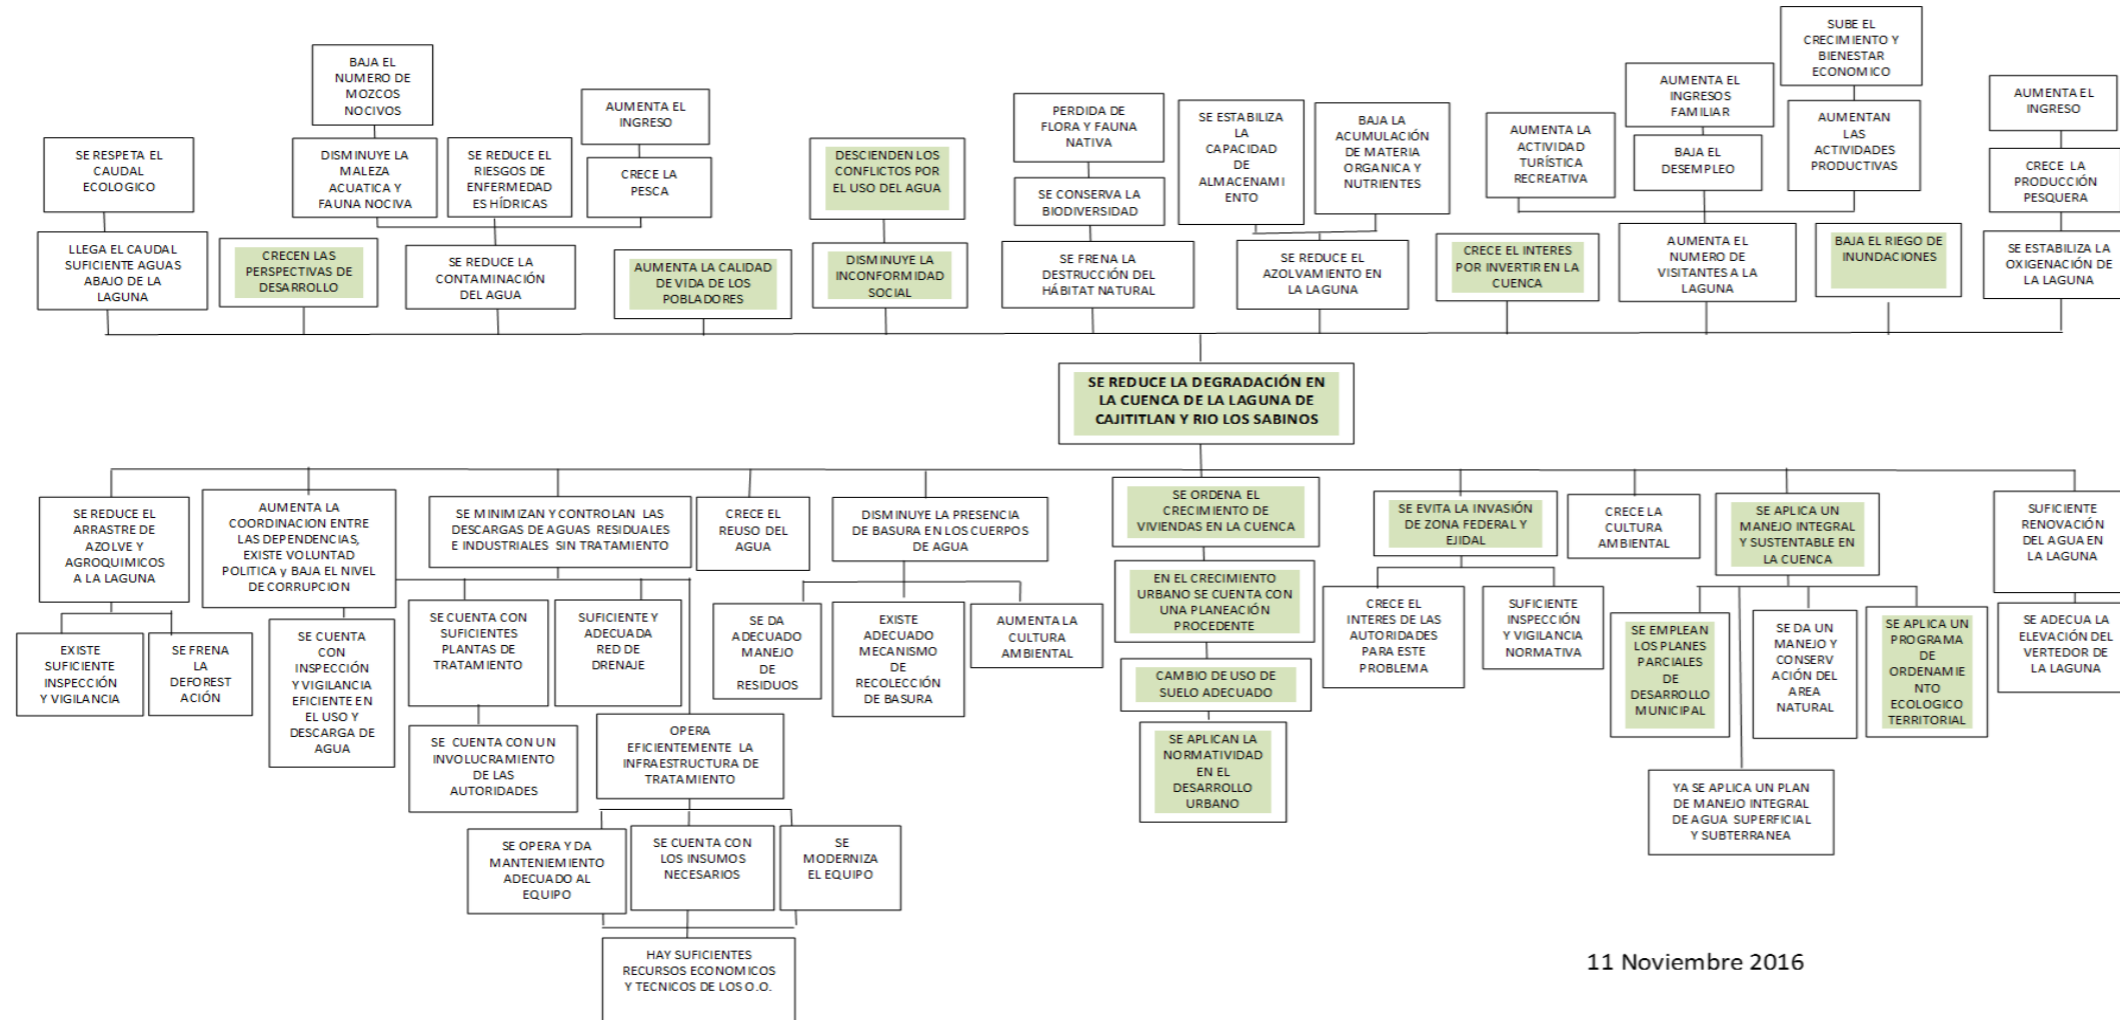 SUBE EL
CRECIMIENTO Y
BIENESTAR
ECONOMICO
BAJA EL
NUMERO DE
MOZCOS
NOCIVOS
AUMENTA EL
INGRESO
PERDIDA DE
FLORA Y FAUNA
NATIVA
SE ESTABILIZA
LA
CAPACIDAD
DE
ALMACENAMI
ENTO
BAJA LA
ACUMULACIÓN
DE MATERIA
ORGANICA Y
NUTRIENTES
AUMENTA LA
ACTIVIDAD
TURÍSTICA
RECREATIVA
AUMENTA EL
INGRESOS
FAMILIAR
AUMENTAN
LAS
ACTIVIDADES
PRODUCTIVAS
AUMENTA EL
INGRESO
SE RESPETA EL
CAUDAL
ECOLOGICO
DISMINUYE LA
MALEZA
ACUATICA Y
FAUNA NOCIVA
SE REDUCE EL
RIESGOS DE
ENFERMEDAD
ES HÍDRICAS
CRECE LA
PESCA
DESCIENDEN LOS
CONFLICTOS POR
EL USO DEL AGUA
SE CONSERVA LA
BIODIVERSIDAD
BAJA EL
DESEMPLEO
CRECE LA
PRODUCCIÓN
PESQUERA
LLEGA EL CAUDAL
SUFICIENTE AGUAS
ABAJO DE LA
LAGUNA
CRECEN LAS
PERSPECTIVAS DE
DESARROLLO
SE REDUCE LA
CONTAMINACIÓN
DEL AGUA
AUMENTA LA CALIDAD
DE VIDA DE LOS
POBLADORES
DISMINUYE LA
INCONFORMIDAD
SOCIAL
SE FRENA LA
DESTRUCCIÓN DEL
HÁBITAT NATURAL
SE REDUCE EL
AZOLVAMIENTO EN
LA LAGUNA
CRECE EL INTERES
POR INVERTIR EN LA
CUENCA
AUMENTA EL
NUMERO DE
VISITANTES A LA
LAGUNA
BAJA EL RIEGO DE
INUNDACIONES
SE ESTABILIZA LA
OXIGENACIÓN DE
LA LAGUNA
SE REDUCE LA DEGRADACIÓN EN
LA CUENCA DE LA LAGUNA DE
CAJITITLAN Y RIO LOS SABINOS
SE REDUCE EL
ARRASTRE DE
AZOLVE Y
AGROQUIMICOS
A LA LAGUNA
AUMENTA LA
COORDINACION ENTRE
LAS DEPENDENCIAS,
EXISTE VOLUNTAD
POLITICA y BAJA EL NIVEL
DE CORRUPCION
SE MINIMIZAN Y CONTROLAN LAS
DESCARGAS DE AGUAS RESIDUALES
E INDUSTRIALES SIN TRATAMIENTO
CRECE EL
REUSO DEL
AGUA
DISMINUYE LA PRESENCIA
DE BASURA EN LOS CUERPOS
DE AGUA
SE ORDENA EL
CRECIMIENTO DE
VIVIENDAS EN LA CUENCA
SE EVITA LA INVASIÓN
DE ZONA FEDERAL Y
EJIDAL
CRECE LA
CULTURA
AMBIENTAL
SE APLICA UN
MANEJO INTEGRAL
Y SUSTENTABLE EN
LA CUENCA
SUFICIENTE
RENOVACIÓN
DEL AGUA EN
LA LAGUNA
EXISTE
SUFICIENTE
INSPECCIÓN
Y VIGILANCIA
SE FRENA
LA
DEFOREST
ACIÓN
SE CUENTA
CON
INSPECCIÓN
Y VIGILANCIA
EFICIENTE EN
EL USO Y
DESCARGA DE
AGUA
SE CUENTA CON
SUFICIENTES
PLANTAS DE
TRATAMIENTO
SUFICIENTE Y
ADECUADA
RED DE
DRENAJE
SE DA
ADECUADO
MANEJO
DE
RESIDUOS
EXISTE
ADECUADO
MECANISMO
DE
RECOLECCIÓN
DE BASURA
AUMENTA LA
CULTURA
AMBIENTAL
EN EL CRECIMIENTO
URBANO SE CUENTA CON
UNA PLANEACIÓN
PROCEDENTE
CRECE EL
INTERES DE LAS
AUTORIDADES
PARA ESTE
PROBLEMA
SUFICIENTE
INSPECCIÓN
Y VIGILANCIA
NORMATIVA
SE EMPLEAN
LOS PLANES
PARCIALES
DE
DESARROLLO
MUNICIPAL
SE DA UN
MANEJO Y
CONSERV
ACIÓN DEL
AREA
NATURAL
SE APLICA UN
PROGRAMA
DE
ORDENAMIE
NTO
ECOLOGICO
TERRITORIAL
SE ADECUA LA
ELEVACIÓN DEL
VERTEDOR DE
LA LAGUNA
CAMBIO DE USO DE
SUELO ADECUADO
SE CUENTA CON UN
INVOLUCRAMIENTO
DE LAS
AUTORIDADES
OPERA
EFICIENTEMENTE LA
INFRAESTRUCTURA DE
TRATAMIENTO
SE APLICAN LA
NORMATIVIDAD
EN EL
DESARROLLO
URBANO
YA SE APLICA UN PLAN
DE MANEJO INTEGRAL
DE AGUA SUPERFICIAL
Y SUBTERRANEA
SE OPERA Y DA
MANTENIEMIENTO
ADECUADO AL
EQUIPO
SE CUENTA CON
LOS INSUMOS
NECESARIOS
SE
MODERNIZA
EL EQUIPO
HAY SUFICIENTES
RECURSOS ECONOMICOS
Y TECNICOS DE LOS O.O.
11 Noviembre 2016